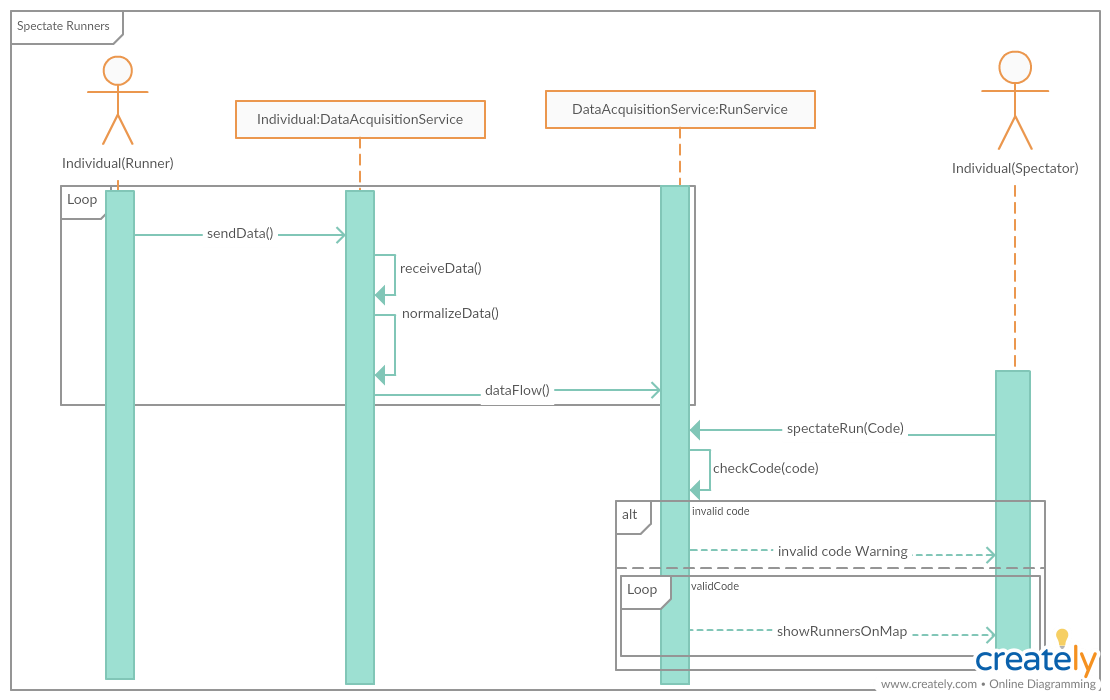 Spectate Runners
Individual:DataAcquisitionService
DataAcquisitionService:RunService
Individual(Runner)
Individual(Spectator)
Loop
sendData()
receiveData()
normalizeData()
dataFlow()
spectateRun(Code)
checkCode(code)
alt
invalid code
invalid code Warning
Loop
validCode
showRunnersOnMap
creately
www.creately.com • Online Diagramming